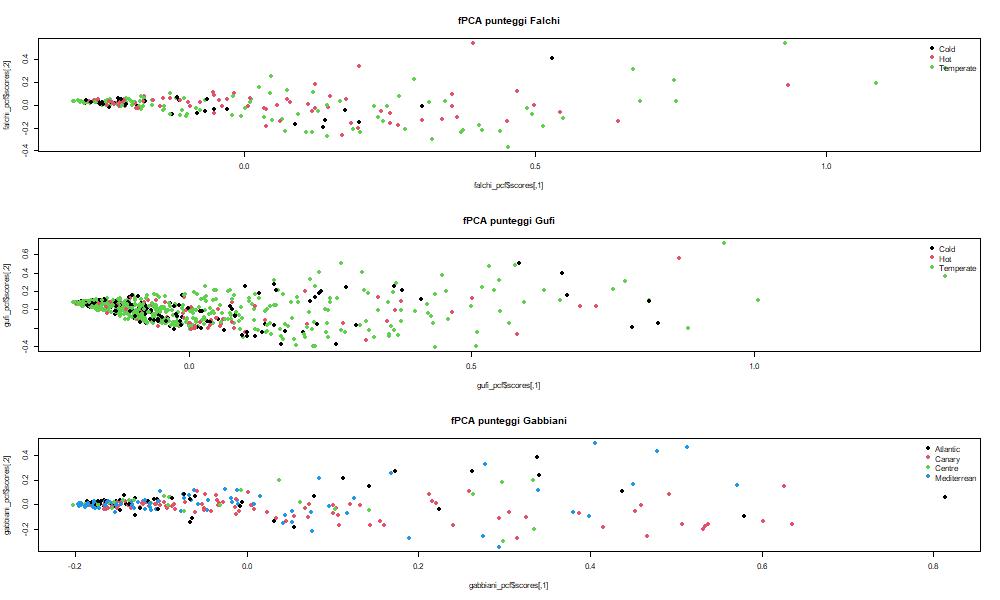 fPCA punteggi Falchi
falchi_pcf$scores[,2]
0.4
0.2
0.0
-0.2
-0.4
Cold
Hot
Temperate
0.0 0.5 1.0
falchi_pcf$scores[,1]
fPCA punteggi Gufi
gufi_pcf$scores[,2]
0.6
0.4
0.2
0.0
-0.4
Cold
Hot
Temperate
0.0 0.5 1.0
gufi_pcf$scores[,1]
fPCA punteggi Gabbiani
gabbiani_pcf$scores[,2]
0.4
0.2
0.0
-0.2
Atlantic
Canary
Centre
Mediterrean
-0.2 0.0 0.2 0.4 0.6 0.8
gabbiani_pcf$scores[,1]